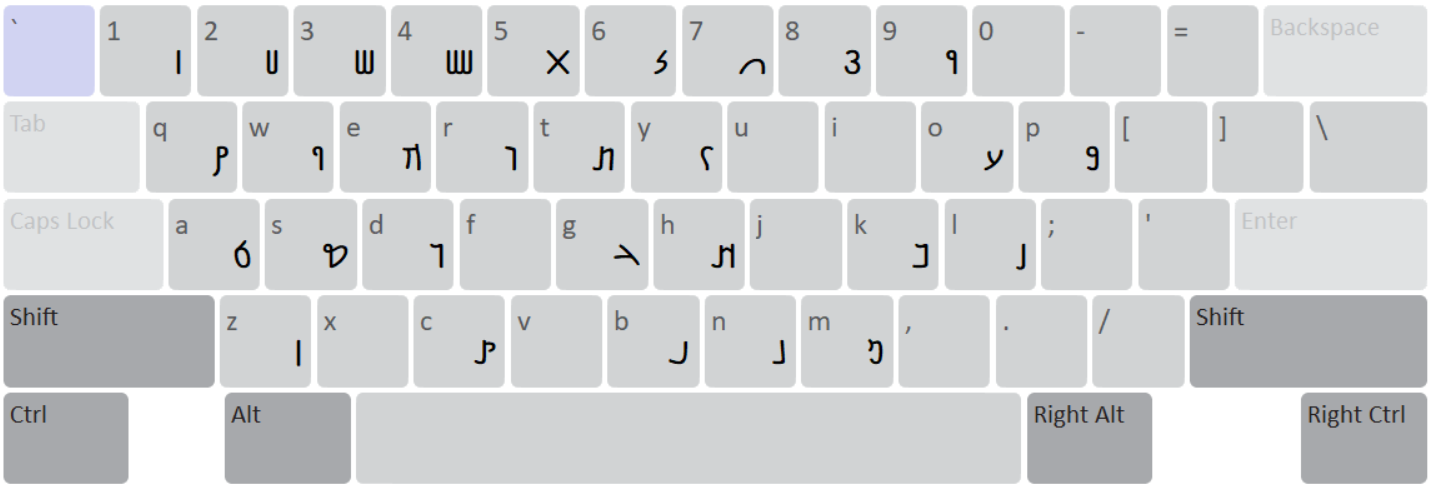 ` 1 𐢧 2 𐢨 3 𐢩 4 𐢪 5 𐢫 6 𐢬 7 𐢭 8 𐢮 9 𐢯 0 - = Backspace
Tab q 𐢚 w 𐢈 e 𐢇 r 𐢛 t 𐢞 y 𐢍 u i o 𐢗 p 𐢘 [ ] \
Caps Lock a 𐢁 s 𐢖 d 𐢅 f g 𐢄 h 𐢊 j k 𐢏 l 𐢑 ; ' Enter
Shift z 𐢉 x c 𐢙 v b 𐢃 n 𐢕 m 𐢓 , . / Shift
Ctrl Alt Right Alt Right Ctrl